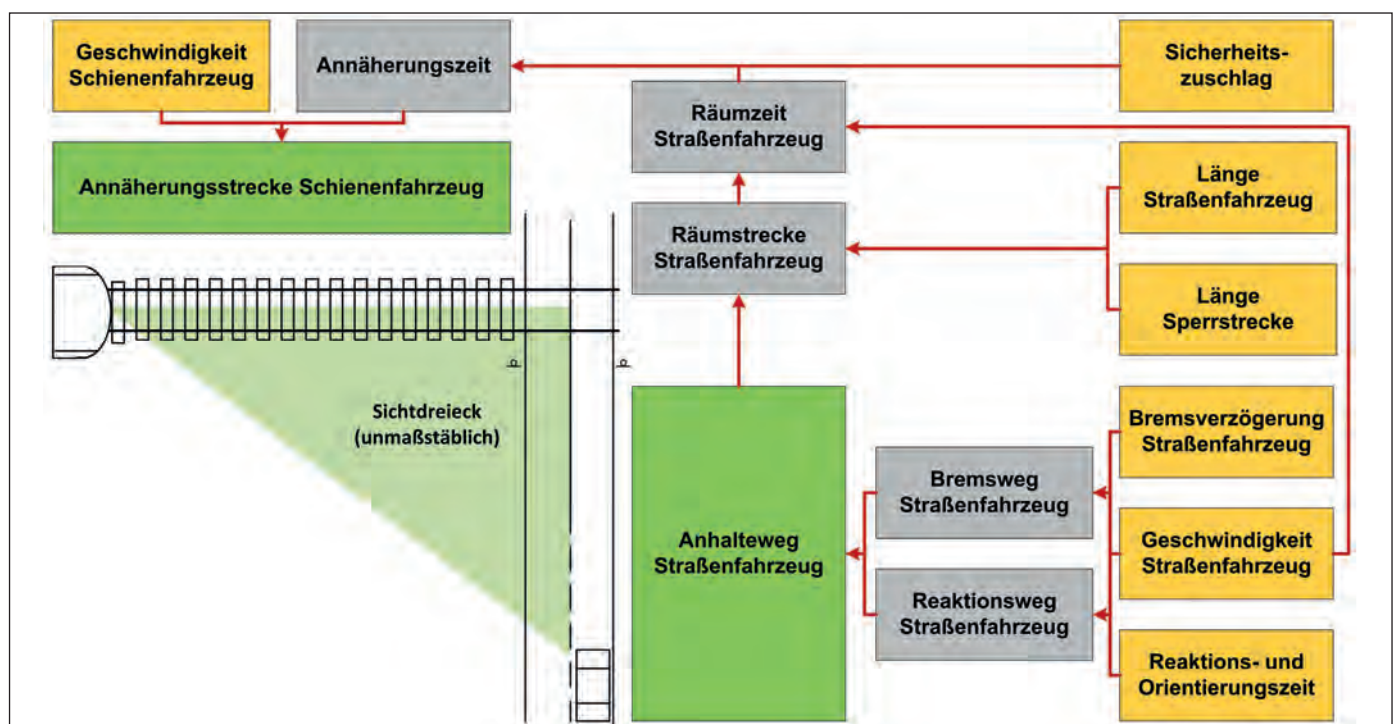 Geschwindigkeit
Schienenfahrzeug
Annäherungszeit
Sicherheits-
zuschlag
Räumzeit
Straßenfahrzeug
Annäherungsstrecke Schienenfahrzeug
Länge
Straßenfahrzeug
Räumstrecke
Straßenfahrzeug
Länge
Sperrstrecke
Sichtdreieck
(unmaßstäblich)
Bremsverzögerung
Straßenfahrzeug
Bremsweg
Straßenfahrzeug
Anhalteweg
Straßenfahrzeug
Geschwindigkeit
Straßenfahrzeug
Reaktionsweg
Straßenfahrzeug
Reaktions- und
Orientierungszeit